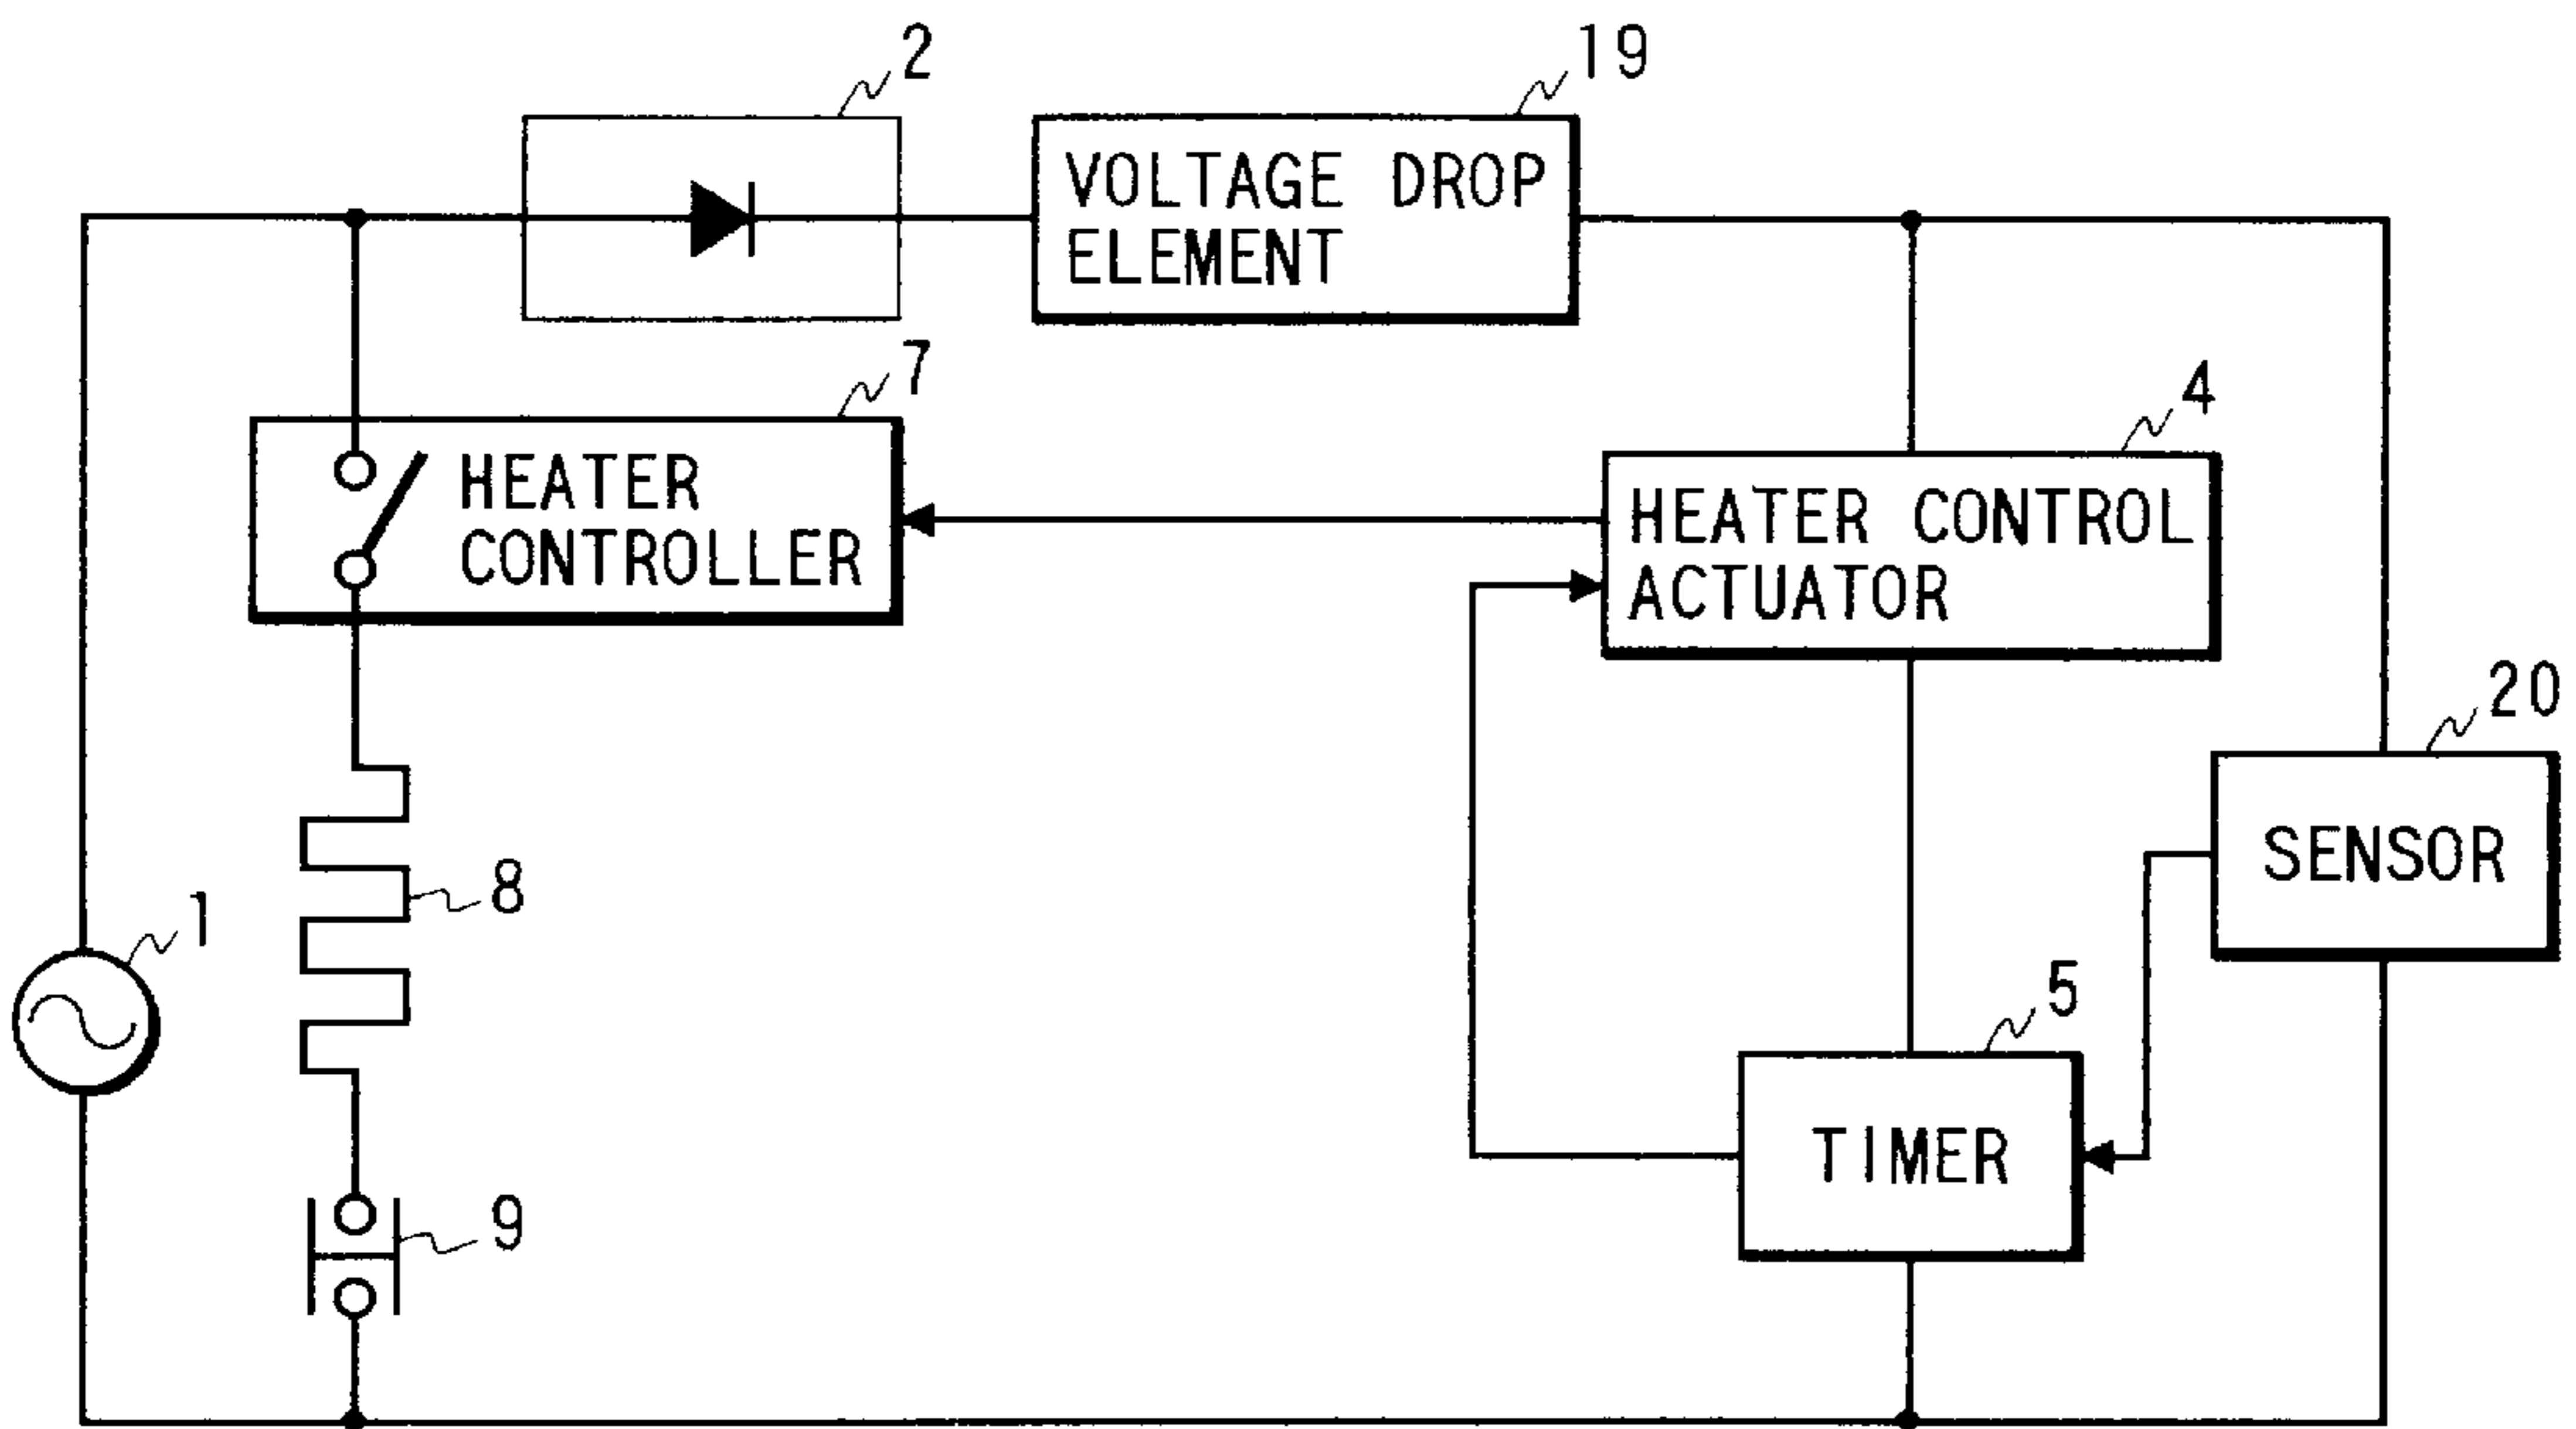 2
19
VOLTAGE DROP
ELEMENT
7
HEATER
CONTROLLER
4
HEATER CONTROL
ACTUATOR
20
SENSOR
8
1
5
TIMER
9